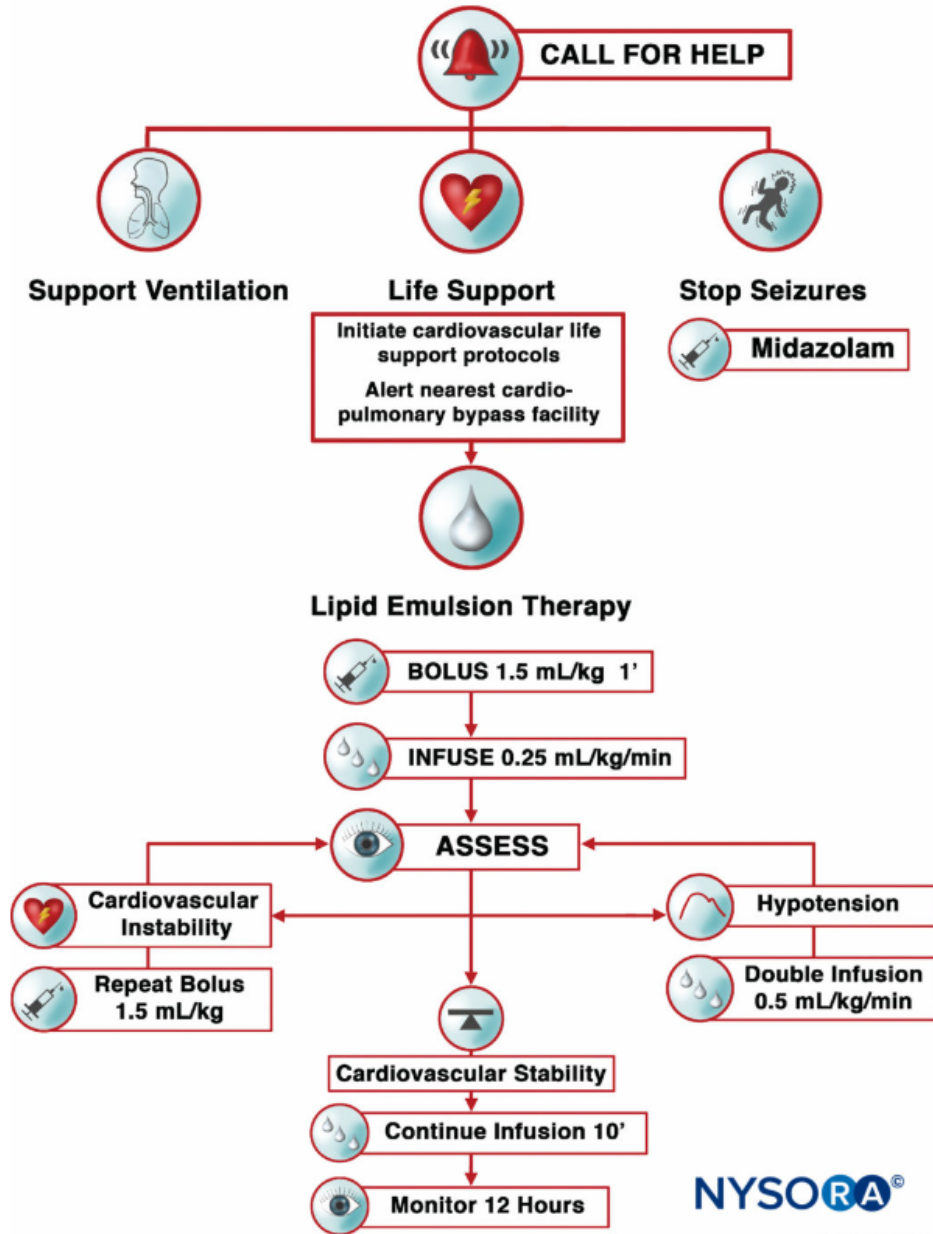 CALL FOR HELP
Support Ventilation
Life Support
Stop Seizures
Initiate cardiovascular life
support protocols
Alert nearest cardio-
pulmonary bypass facility
Midazolam
Lipid Emulsion Therapy
BOLUS 1.5 mL/kg 1’
INFUSE 0.25 mL/kg/min
ASSESS
Cardiovascular
Instability
Repeat Bolus
1.5 mL/kg
Hypotension
Double Infusion
0.5 mL/kg/min
Cardiovascular Stability
Continue Infusion 10’
Monitor 12 Hours
NYSORA©